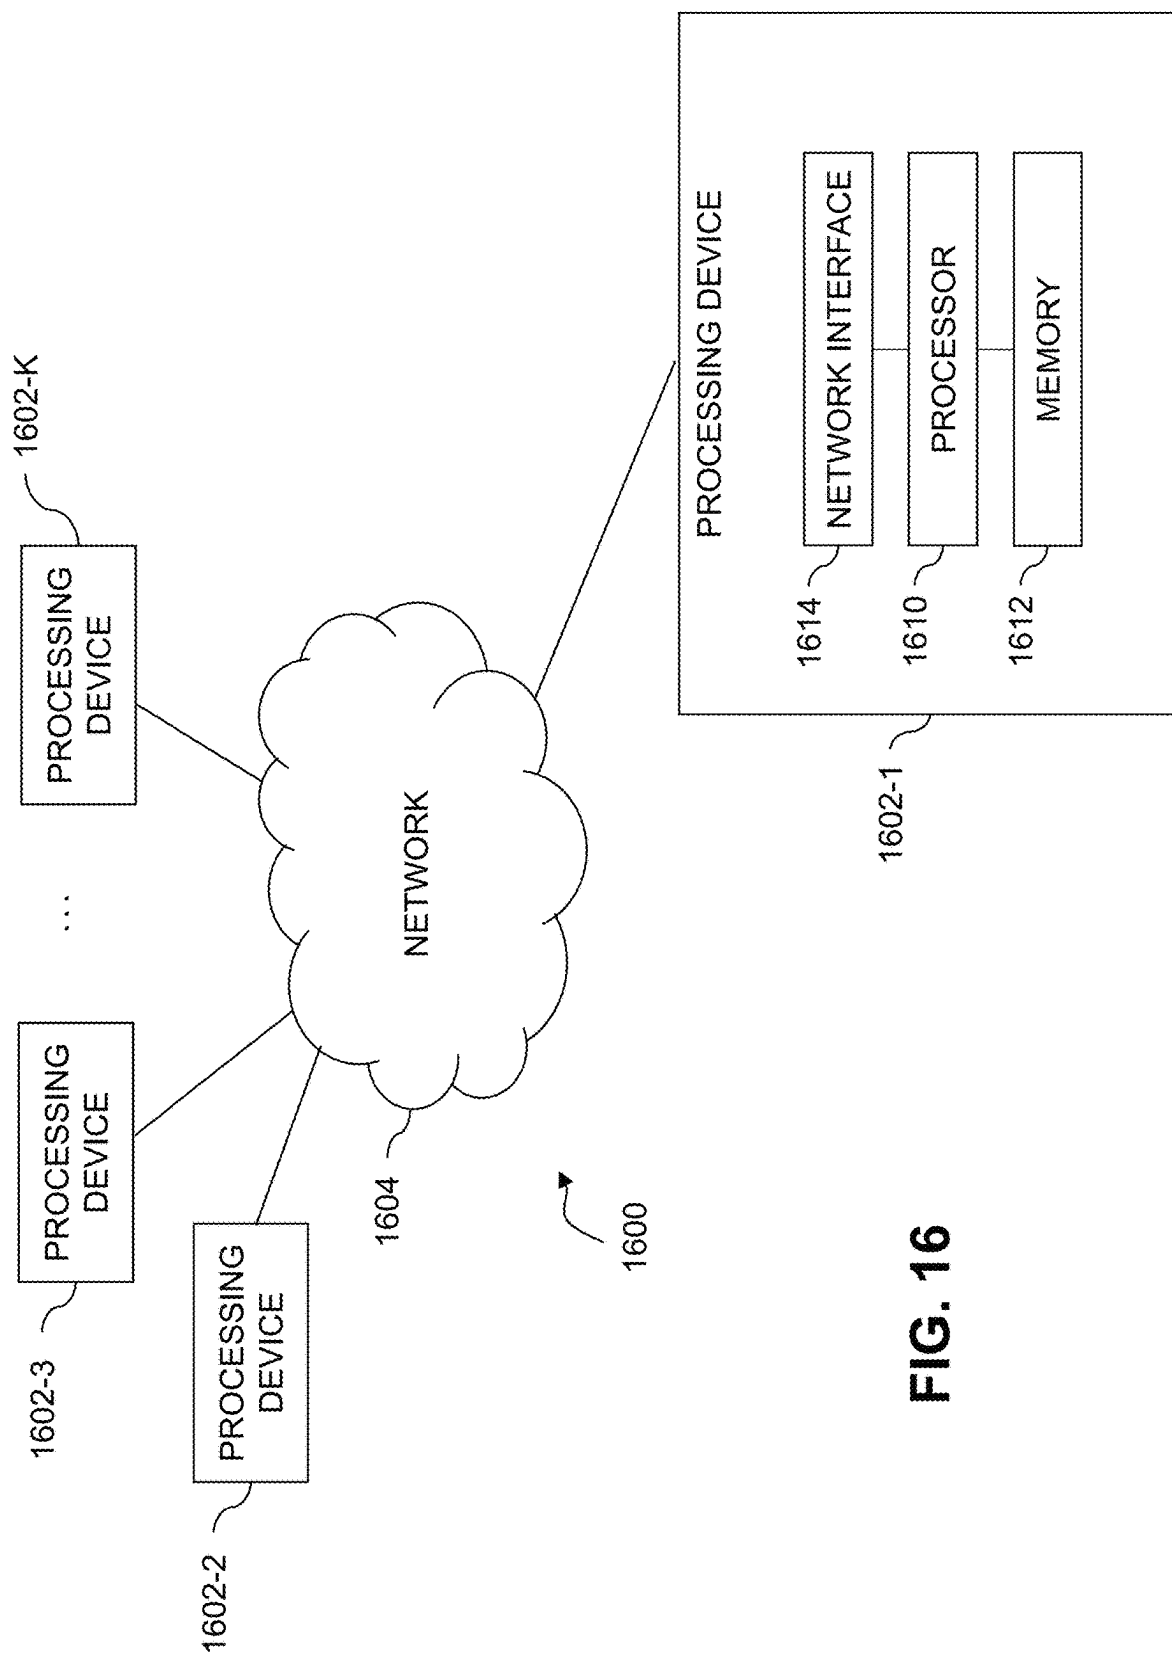 1602-2
PROCESSING
DEVICE
1602-3
PROCESSING
DEVICE
...
1602-K
PROCESSING
DEVICE
1604
NETWORK
1600
1602-1
PROCESSING DEVICE
1614
NETWORK INTERFACE
1610
PROCESSOR
1612
MEMORY
FIG. 16